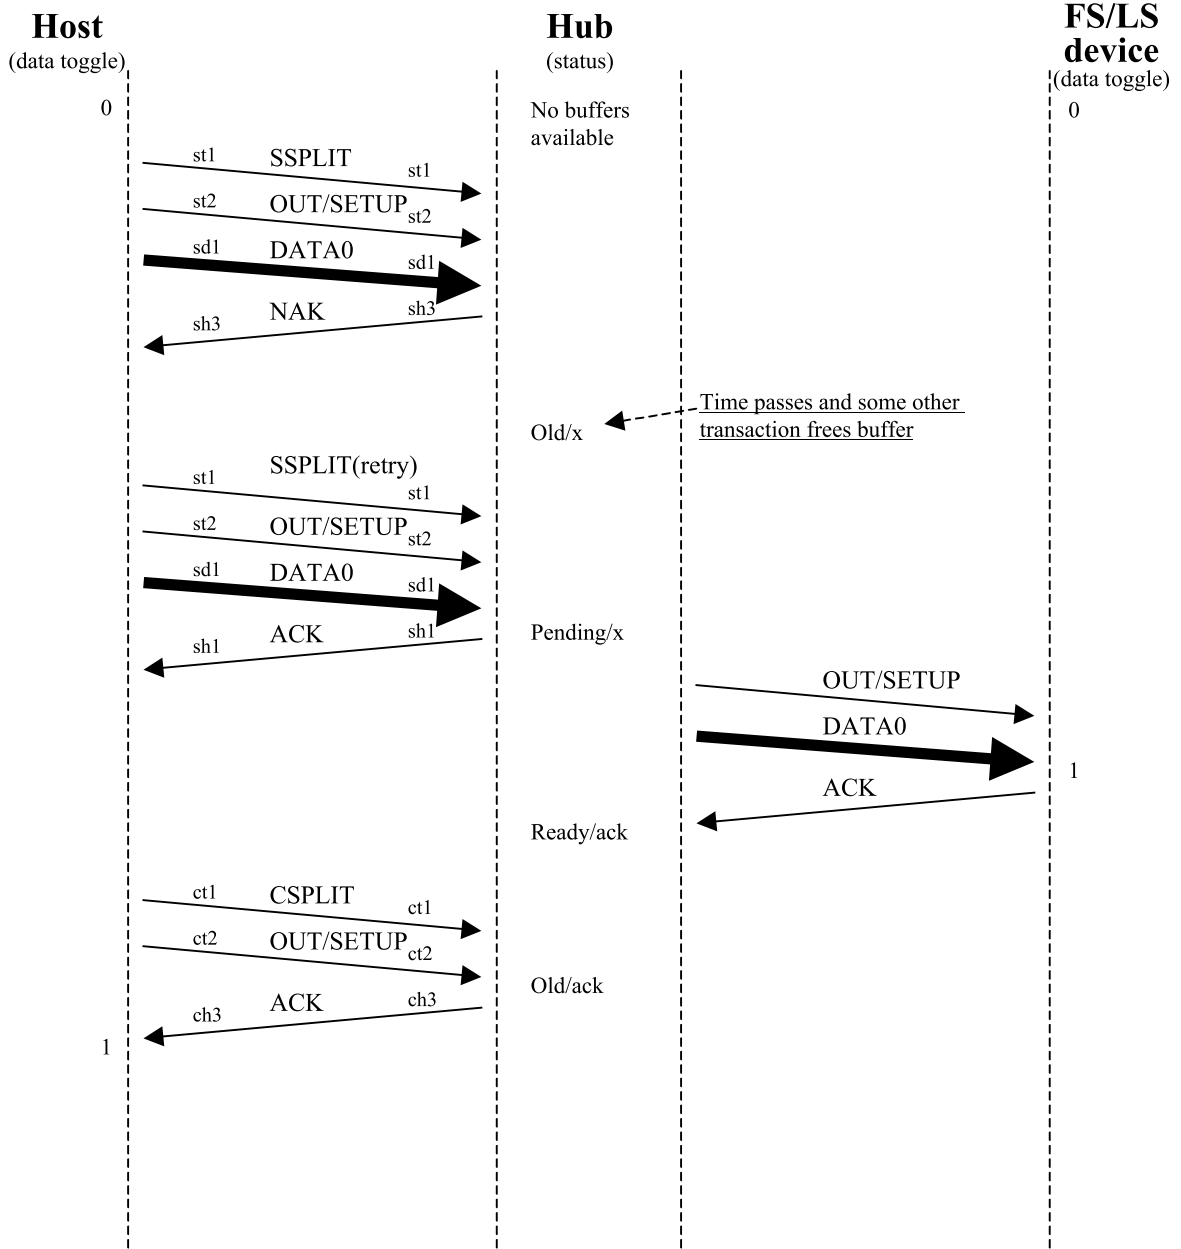 Host
(data toggle)
Hub
(status)
FS/LS
device
(data toggle)
0
No buffers
available
0
st1 SSPLIT st1
st2 OUT/SETUP st2
sd1 DATA0 sd1
sh3 NAK sh3
Time passes and some other
transaction frees buffer
Old/x
SSPLIT(retry)
st1 st1
st2 OUT/SETUP st2
sd1 DATA0 sd1
sh1 ACK sh1
Pending/x
OUT/SETUP
DATA0
1
ACK
Ready/ack
ct1 CSPLIT ct1
ct2 OUT/SETUP ct2
Old/ack
ch3 ACK ch3
1